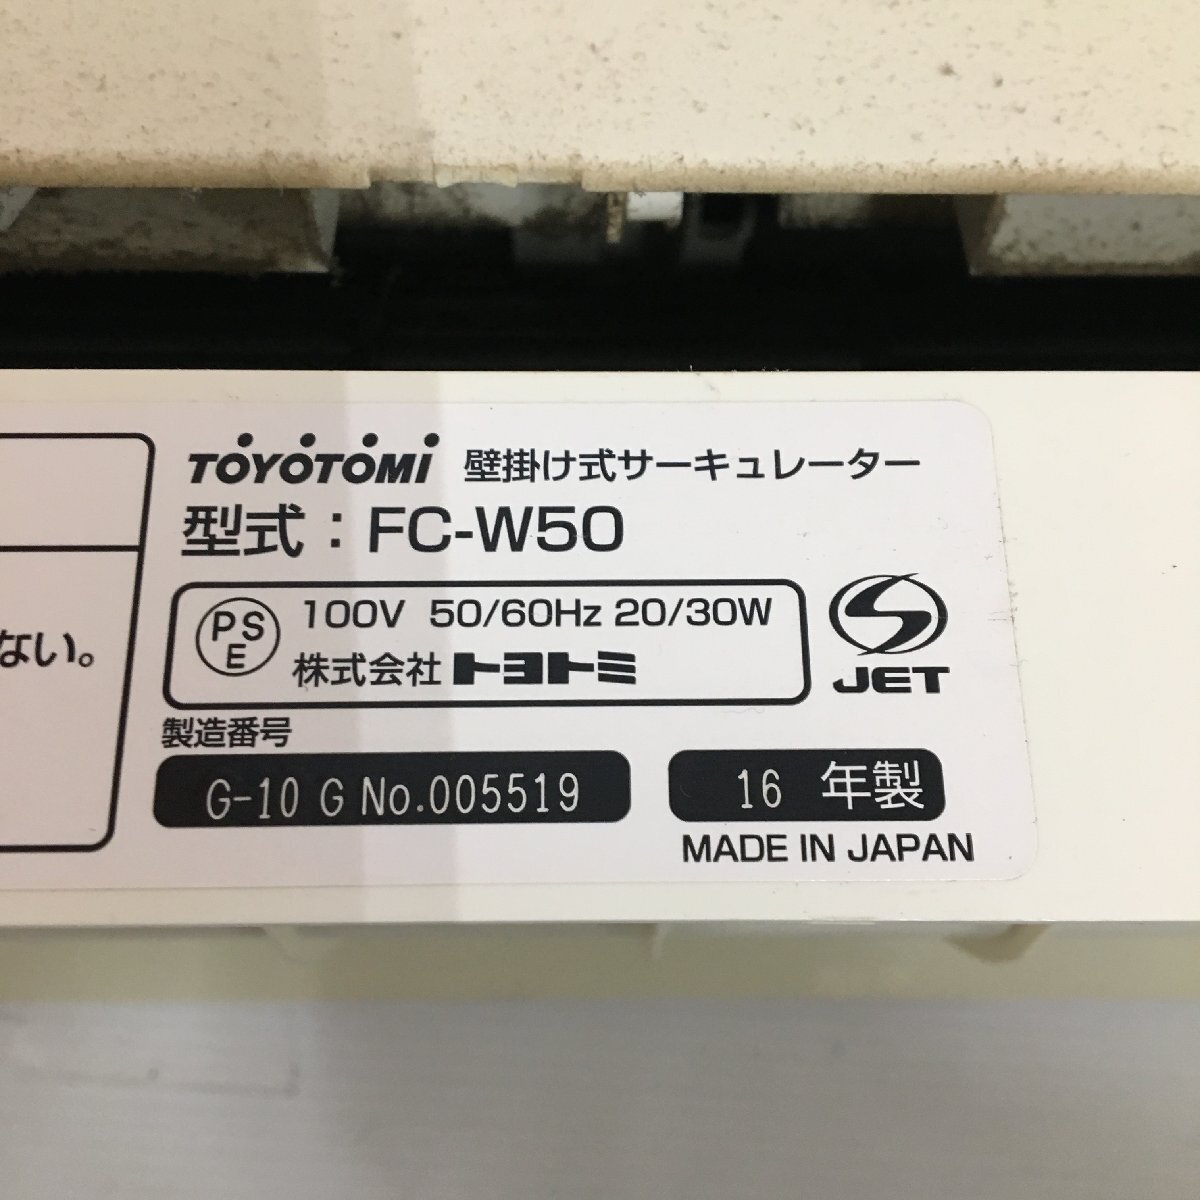 TOYOTOMI 壁掛け式サーキュレーター
型式：FC-W50
ない。
PSE 100V 50/60Hz 20/30W
株式会社トヨトミ
S JET
製造番号
G-10 G No.005519
16 年製
MADE IN JAPAN